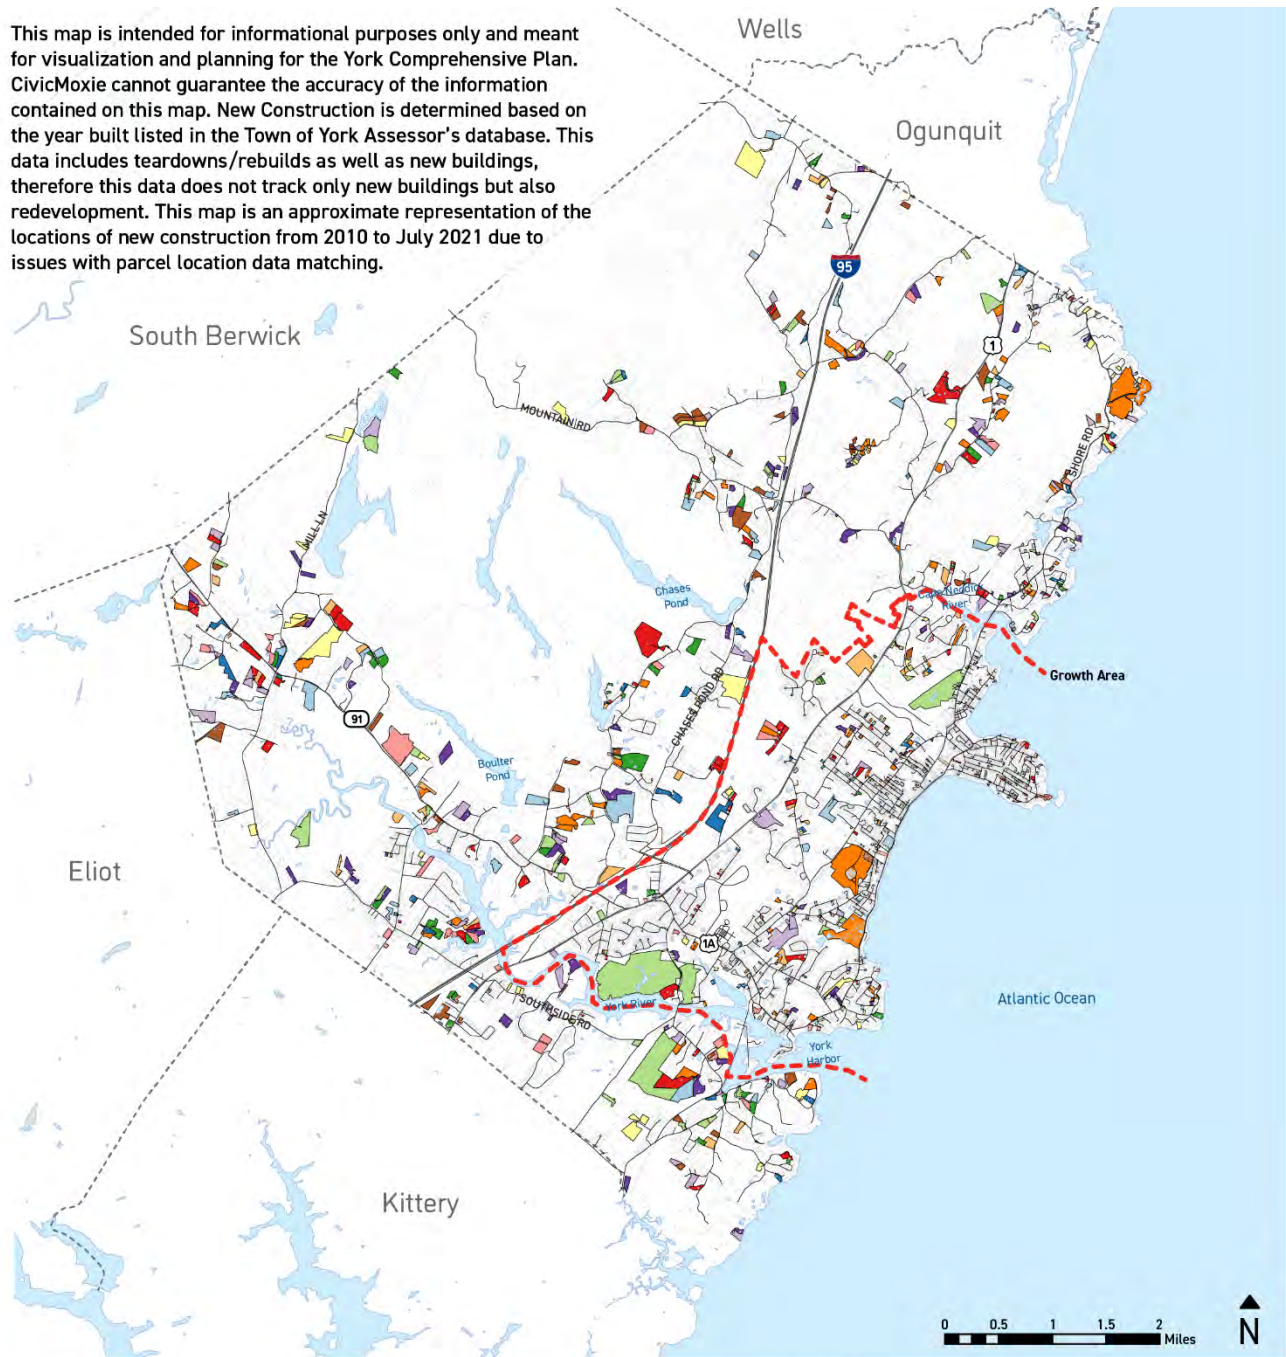 This map is intended for informational purposes only and meant
for visualization and planning for the York Comprehensive Plan.
CivicMoxie cannot guarantee the accuracy of the information
contained on this map. New Construction is determined based on
the year built listed in the Town of York Assessor's database. This
data includes teardowns/rebuilds as well as new buildings,
therefore this data does not track only new buildings but also
redevelopment. This map is an approximate representation of the
locations of new construction from 2010 to July 2021 due to
issues with parcel location data matching.
Wells
Ogunquit
95
South Berwick
1
MOUNTAIN RD
SHORE RD
MILL LN
Chases
Pond
Cape Neddick
River
Growth Area
CHASES POND RD
91
Boulter
Pond
Eliot
1A
Atlantic Ocean
York River
SOUTHSIDE RD
York
Harbor
Kittery
0 0.5 1 1.5 2
Miles
N